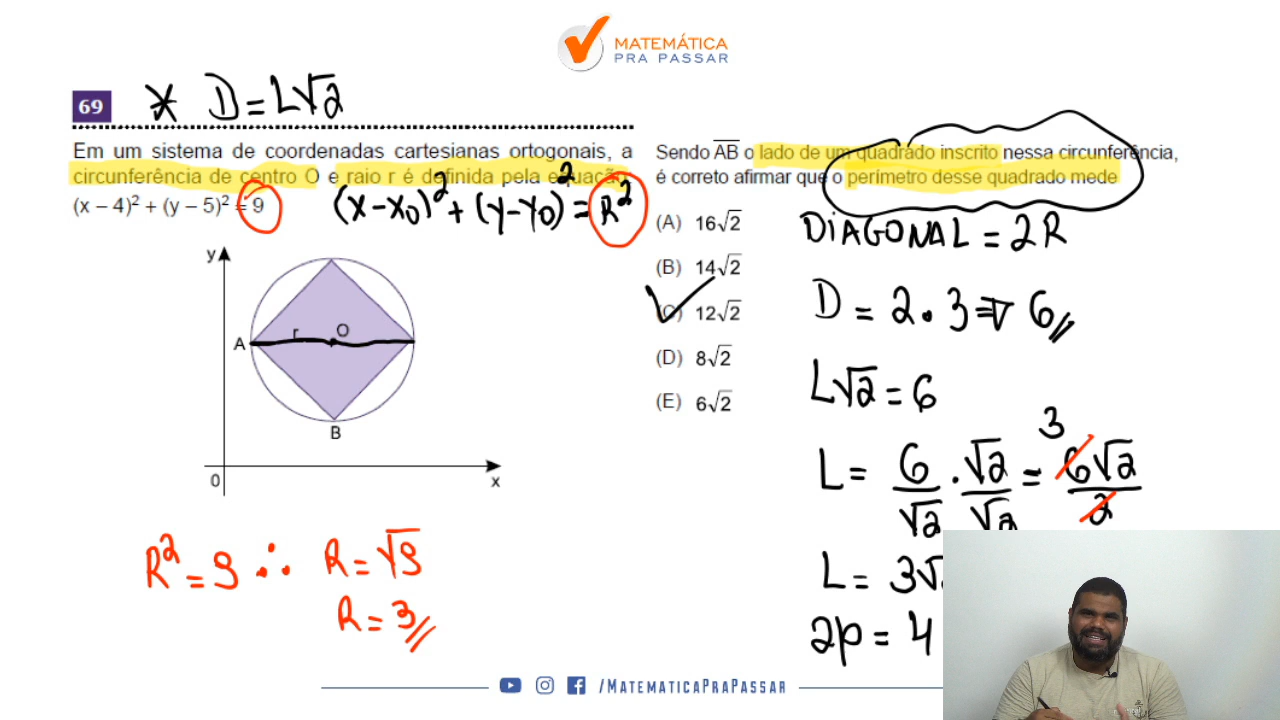 MATEMÁTICA
PRA PASSAR
69
* D = L√2
Em um sistema de coordenadas cartesianas ortogonais, a
circunferência de centro O e raio r é definida pela equação
(x – 4)² + (y – 5)² = 9
(x-x₀)² + (y-y₀)² = R²
y
A
r
O
B
0
x
R² = 9 ∴ R = √9
R = 3
Sendo A͞B͞ o lado de um quadrado inscrito nessa circunferência,
é correto afirmar que o perímetro desse quadrado mede
(A) 16√2
(B) 14√2
(C) 12√2
(D) 8√2
(E) 6√2
DIAGONAL = 2R
D = 2 . 3 ⇒ 6
L√2 = 6
L = 6/√2 . √2/√2 = 6√2/2
3
L = 3√
2p = 4
/MATEMATICAPRAPASSAR